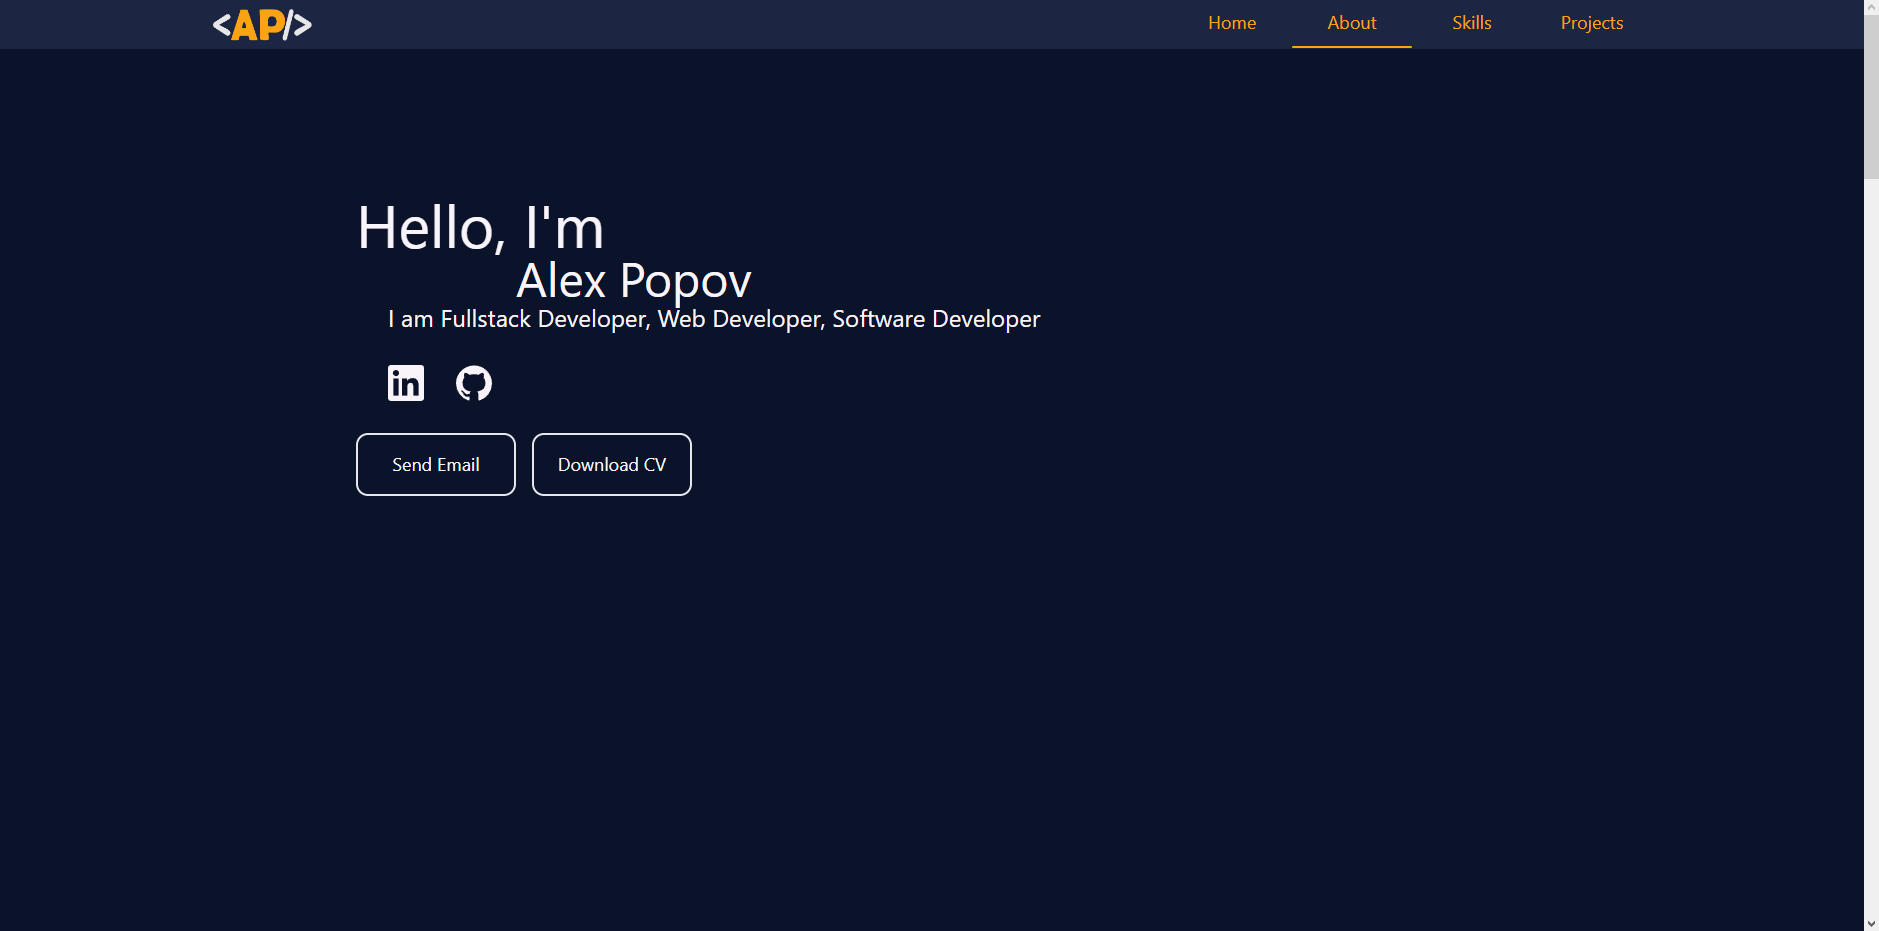 <AP/>
Home About Skills Projects
Hello, I'm
Alex Popov
I am Fullstack Developer, Web Developer, Software Developer
in
Send Email Download CV